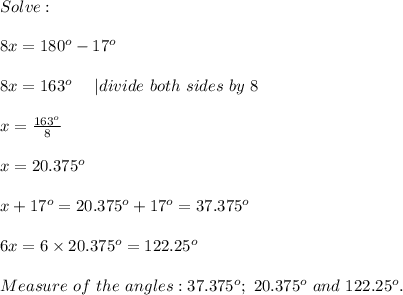 Solve :
8x = 180° − 17°
8x = 163° |divide both sides by 8
x = 163°/8
x = 20.375°
x + 17° = 20.375° + 17° = 37.375°
6x = 6 × 20.375° = 122.25°
Measure of the angles : 37.375°; 20.375° and 122.25°.